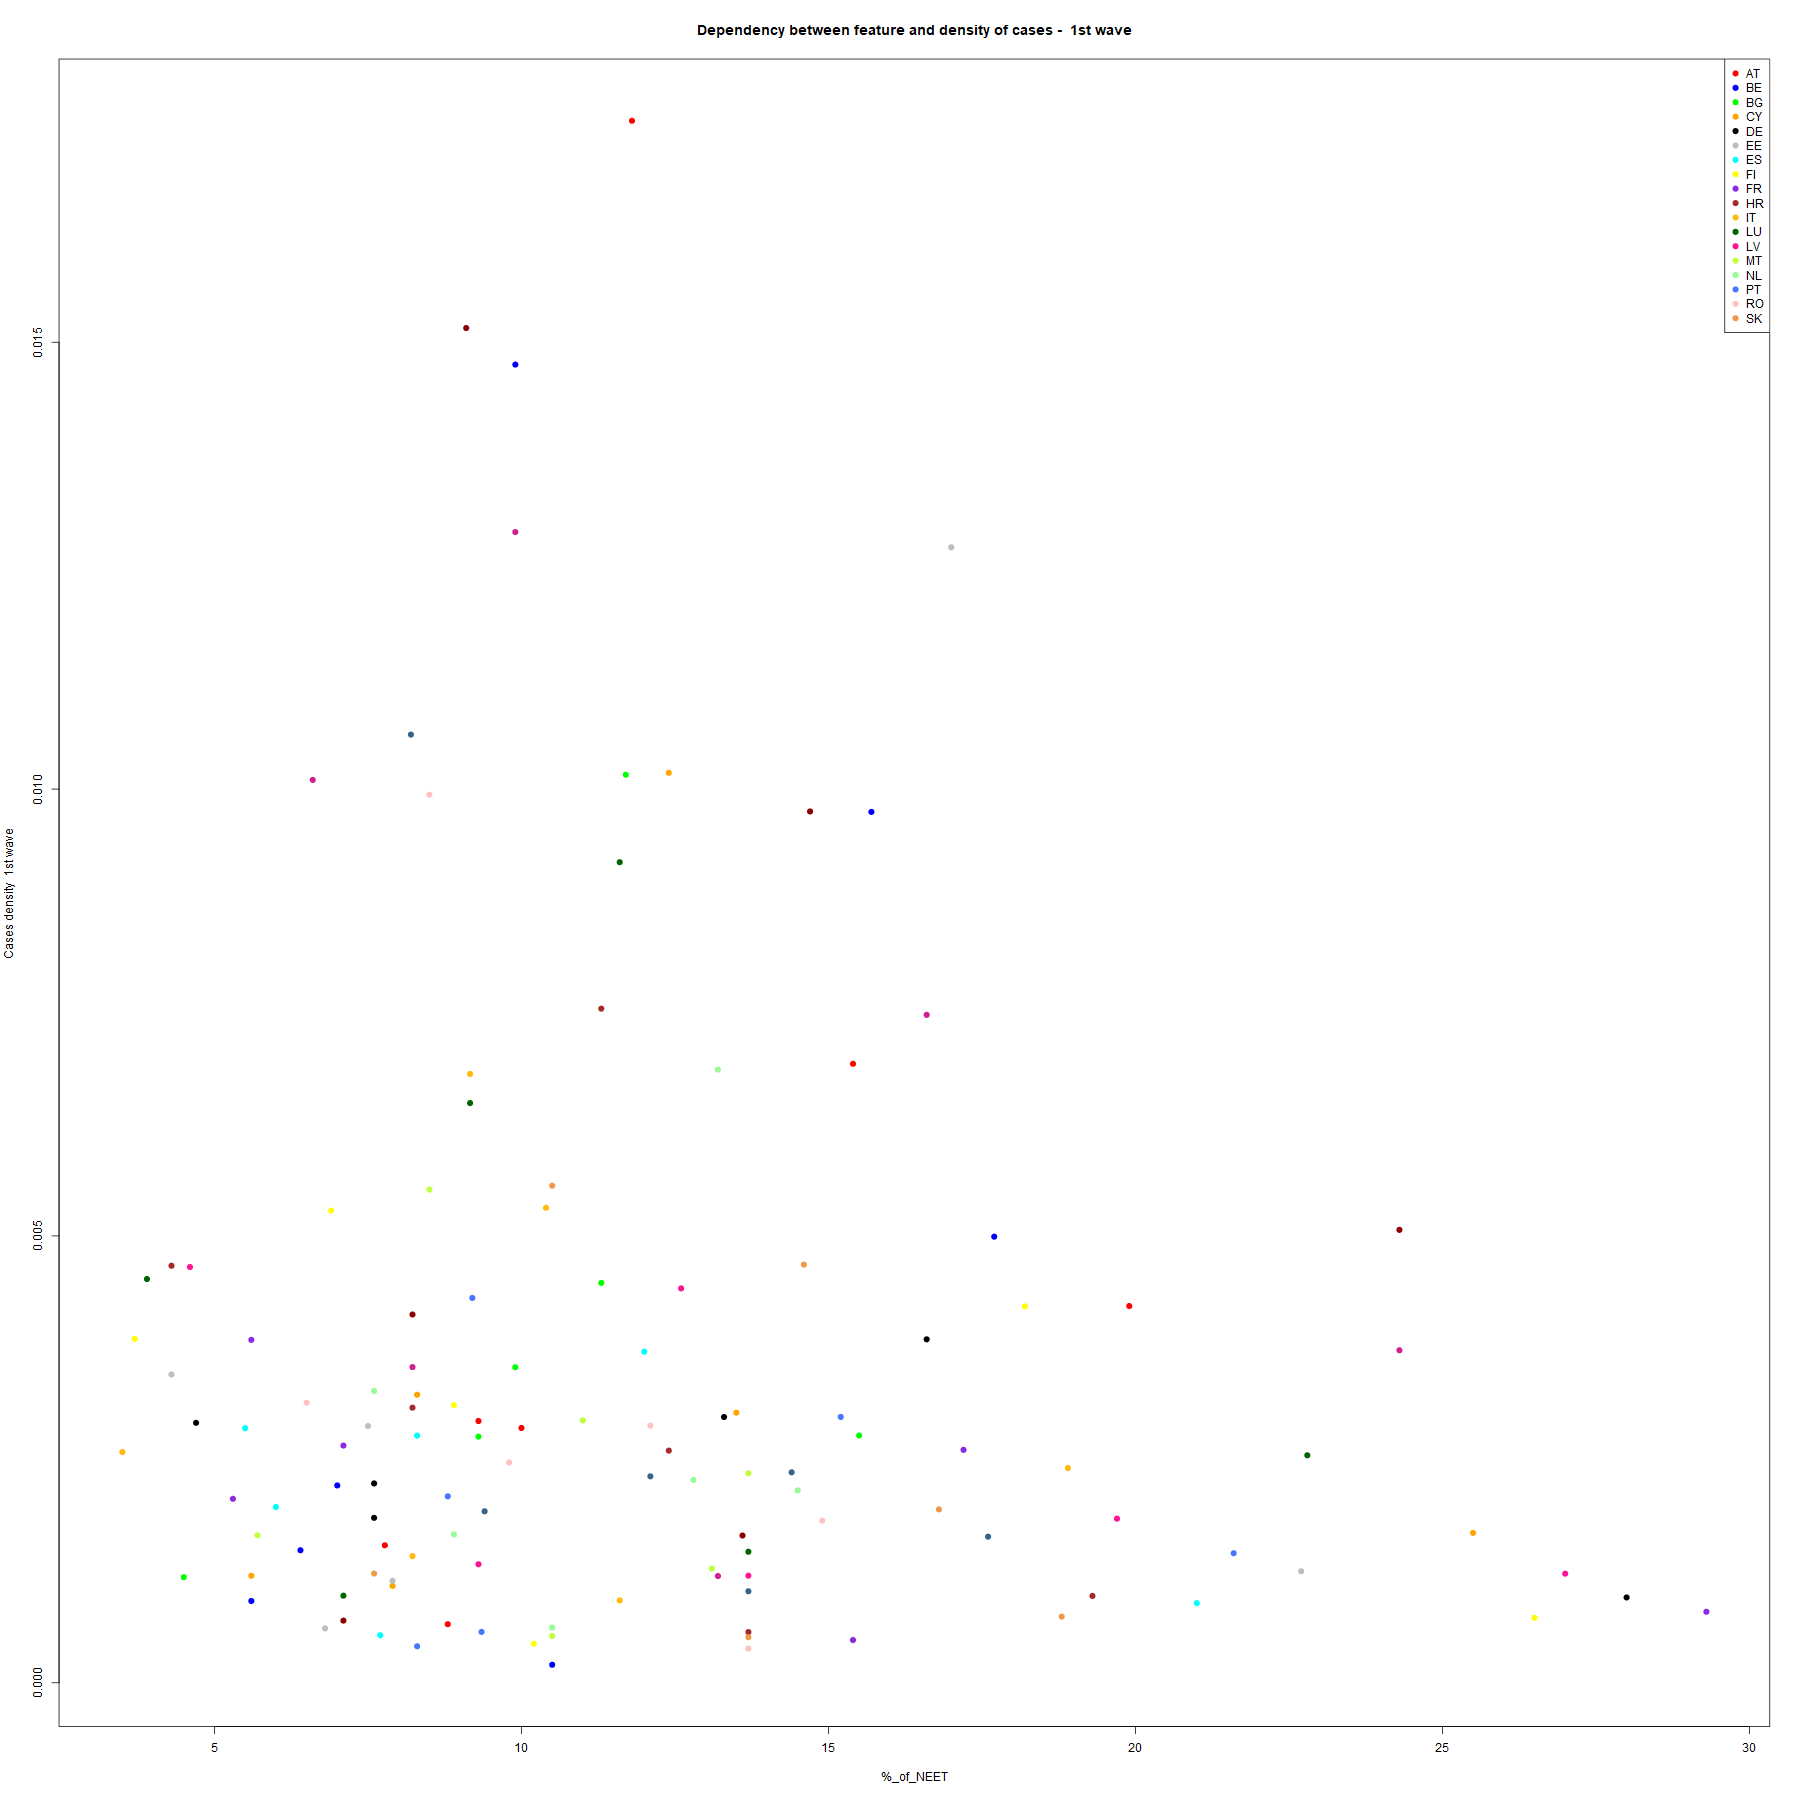 Dependency between feature and density of cases -  1st wave
AT
BE
BG
CY
DE
EE
ES
FI
FR
HR
IT
LU
LV
MT
NL
PT
RO
SK
0.015
0.010
0.005
0.000
Cases density  1st wave
5 10 15 20 25 30
%_of_NEET